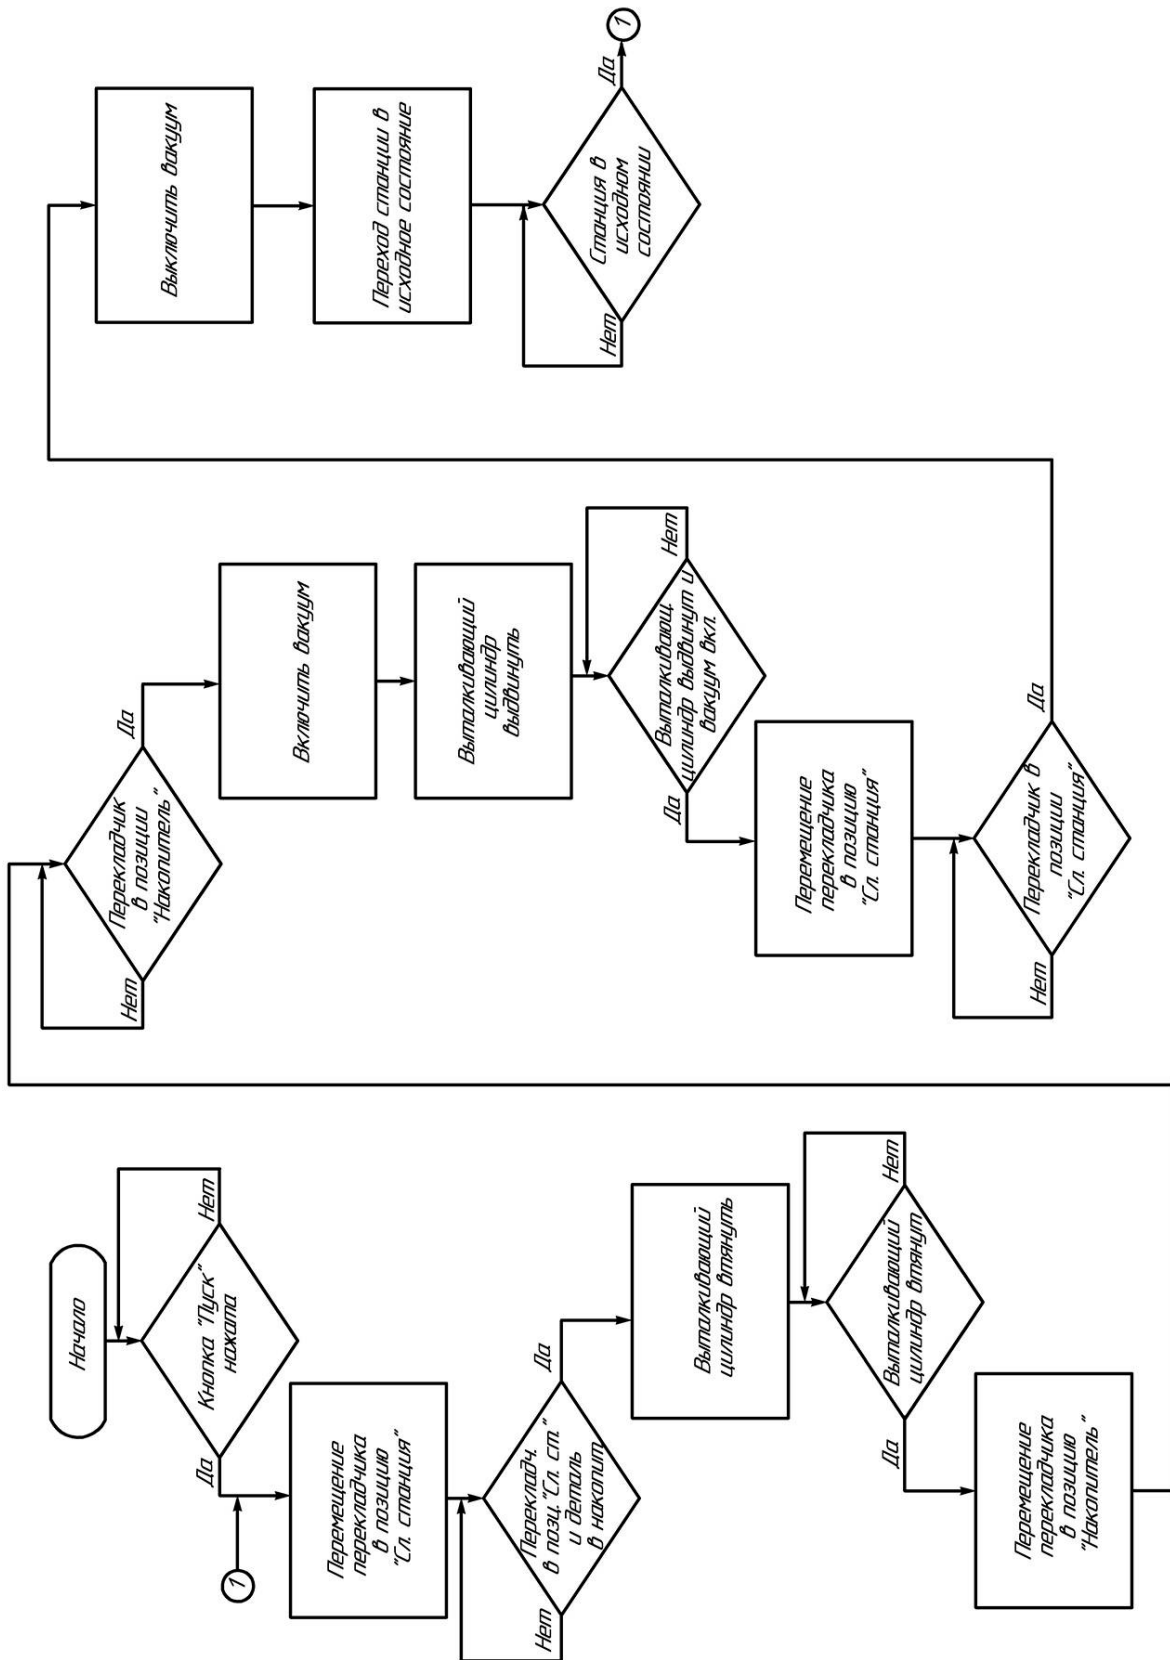 Начало
Кнопка "Пуск"
нажата
Нет
Да
1
Перемещение
перекладчика
в позицию
"Сл. станция"
Перекладч.
в поз. "Сл. ст."
и деталь
в накопит.
Нет
Да
Выталкивающий
цилиндр втянуть
Выталкивающий
цилиндр втянут
Нет
Да
Перемещение
перекладчика
в позицию
"Накопитель"
Перекладчик
в позиции
"Накопитель"
Нет
Да
Включить вакуум
Выталкивающий
цилиндр
выдвинуть
Выталкивающ.
цилиндр выдвинут и
вакуум вкл.
Нет
Да
Перемещение
перекладчика
в позицию
"Сл. станция"
Перекладчик в
позиции
"Сл. станция"
Нет
Да
Выключить вакуум
Переход станции в
исходное состояние
Станция в
исходном
состоянии
Нет
Да
1